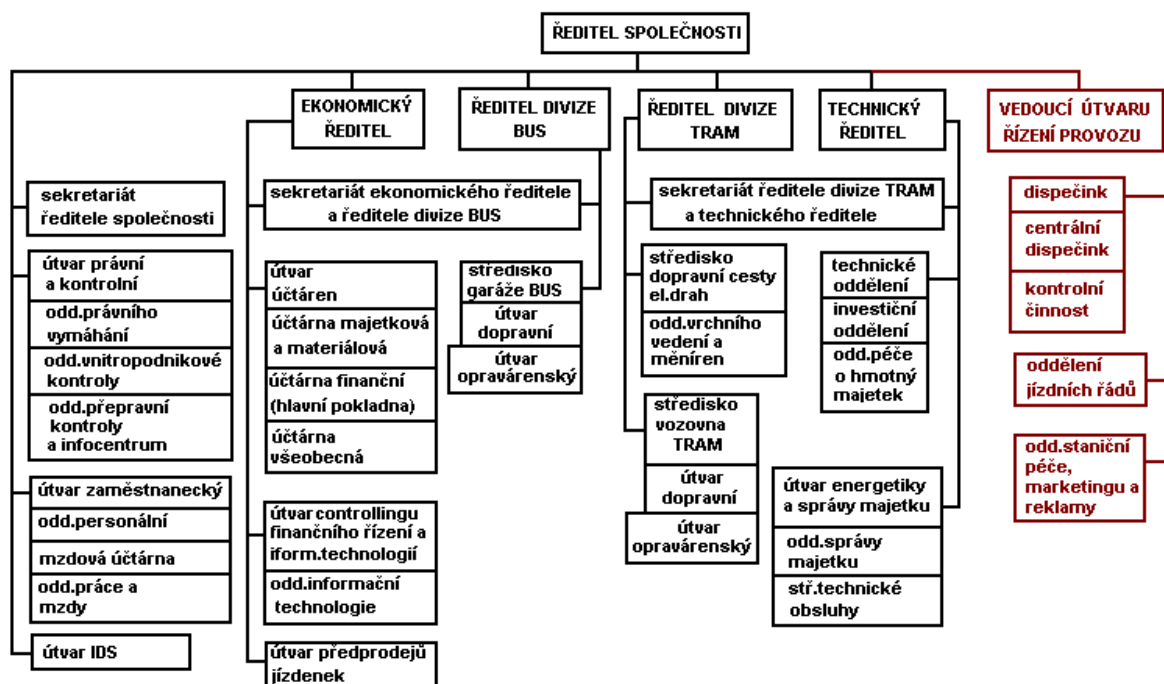 ŘEDITEL SPOLEČNOSTI
EKONOMICKÝ
ŘEDITEL
ŘEDITEL DIVIZE
BUS
ŘEDITEL DIVIZE
TRAM
TECHNICKÝ
ŘEDITEL
VEDOUCÍ ÚTVARU
ŘÍZENÍ PROVOZU
sekretariát
ředitele společnosti
útvar právní
a kontrolní
odd.právního
vymáhání
odd.vnitropodnikové
kontroly
odd.přepravní
kontroly
a infocentrum
útvar zaměstnanecký
odd.personální
mzdová účtárna
odd.práce a
mzdy
útvar IDS
sekretariát ekonomického ředitele
a ředitele divize BUS
útvar
účtáren
účtárna majetková
a materiálová
účtárna finanční
(hlavní pokladna)
účtárna
všeobecná
útvar controllingu
finančního řízení a
iform.technologií
odd.informační
technologie
útvar předprodejů
jízdenek
středisko
garáže BUS
útvar
dopravní
útvar
opravárenský
sekretariát ředitele divize TRAM
a technického ředitele
středisko
dopravní cesty
el.drah
odd.vrchního
vedení a
měníren
středisko
vozovna
TRAM
útvar
dopravní
útvar
opravárenský
technické
oddělení
investiční
oddělení
odd.péče
o hmotný
majetek
útvar energetiky
a správy majetku
odd.správy
majetku
stř.technické
obsluhy
dispečink
centrální
dispečink
kontrolní
činnost
oddělení
jízdních řádů
odd.staniční
péče,
marketingu a
reklamy